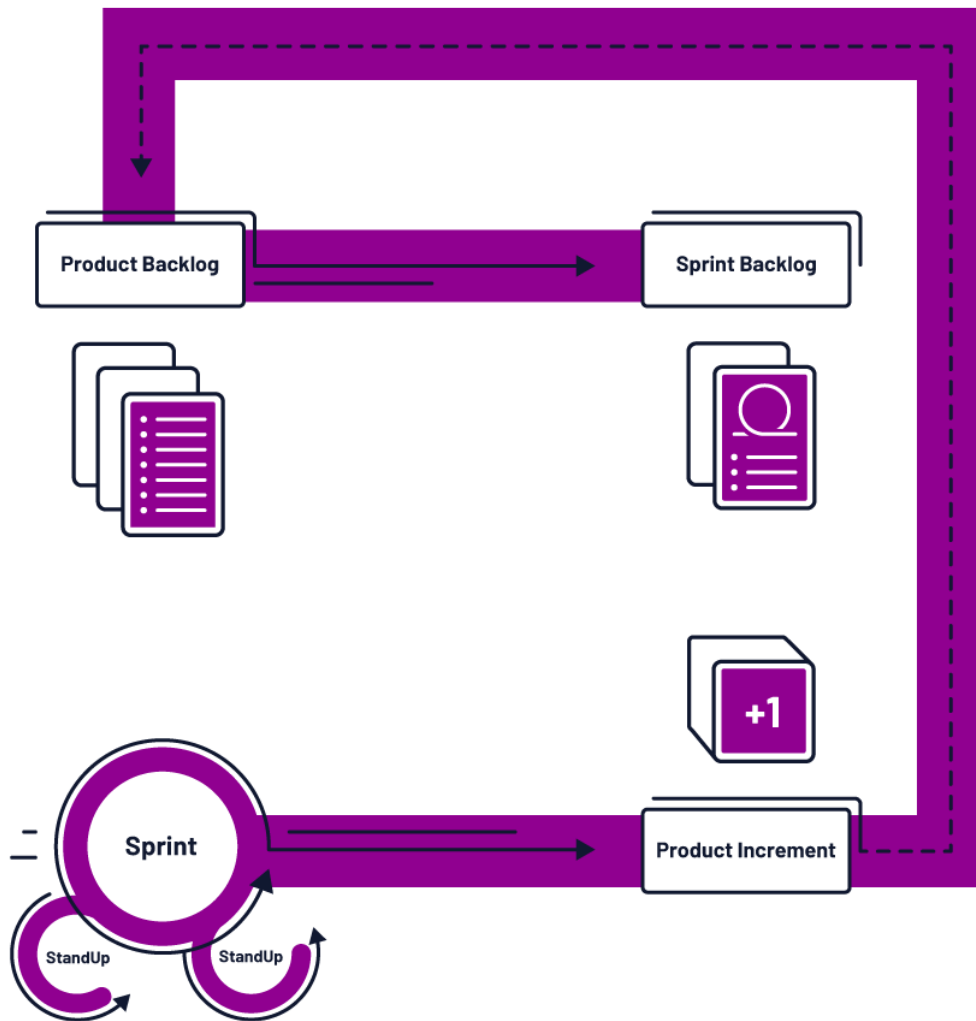 Product Backlog
Sprint Backlog
+1
Sprint
Product Increment
StandUp
StandUp